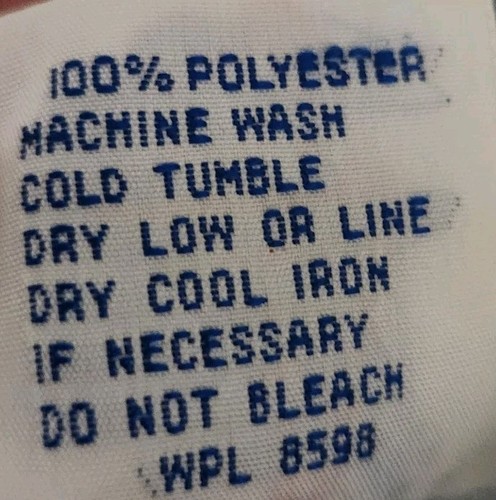 100% POLYESTER
MACHINE WASH
COLD TUMBLE
DRY LOW OR LINE
DRY COOL IRON
IF NECESSARY
DO NOT BLEACH
WPL 8598